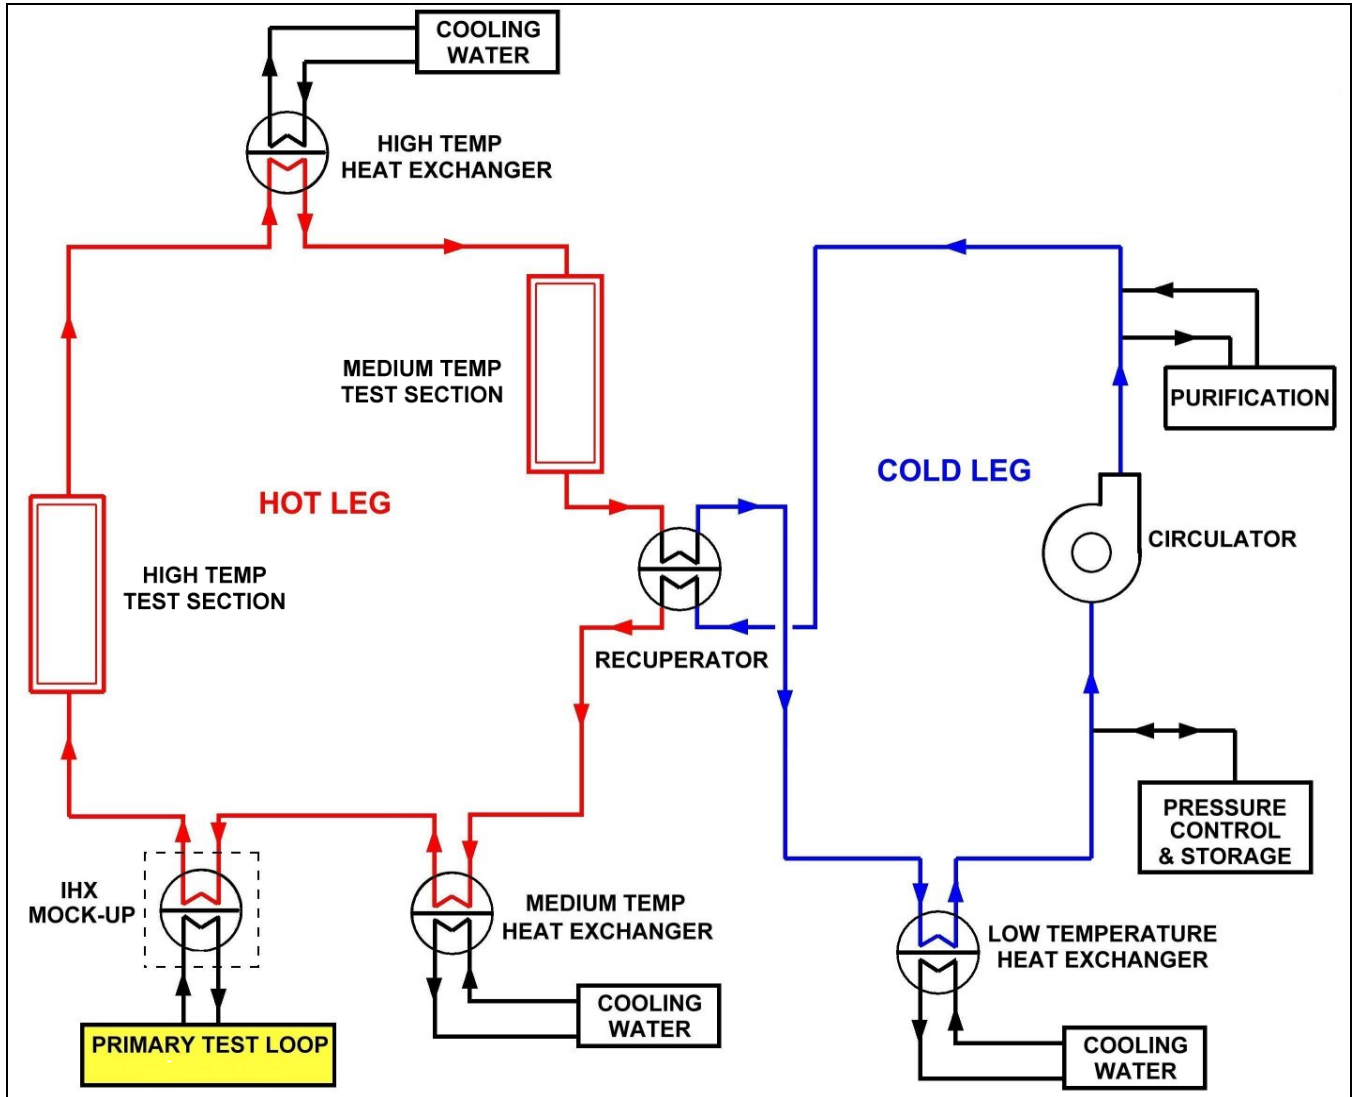 COOLING
WATER
HIGH TEMP
HEAT EXCHANGER
MEDIUM TEMP
TEST SECTION
PURIFICATION
HOT LEG
COLD LEG
CIRCULATOR
HIGH TEMP
TEST SECTION
RECUPERATOR
PRESSURE
CONTROL
& STORAGE
IHX
MOCK-UP
MEDIUM TEMP
HEAT EXCHANGER
LOW TEMPERATURE
HEAT EXCHANGER
COOLING
WATER
PRIMARY TEST LOOP
COOLING
WATER